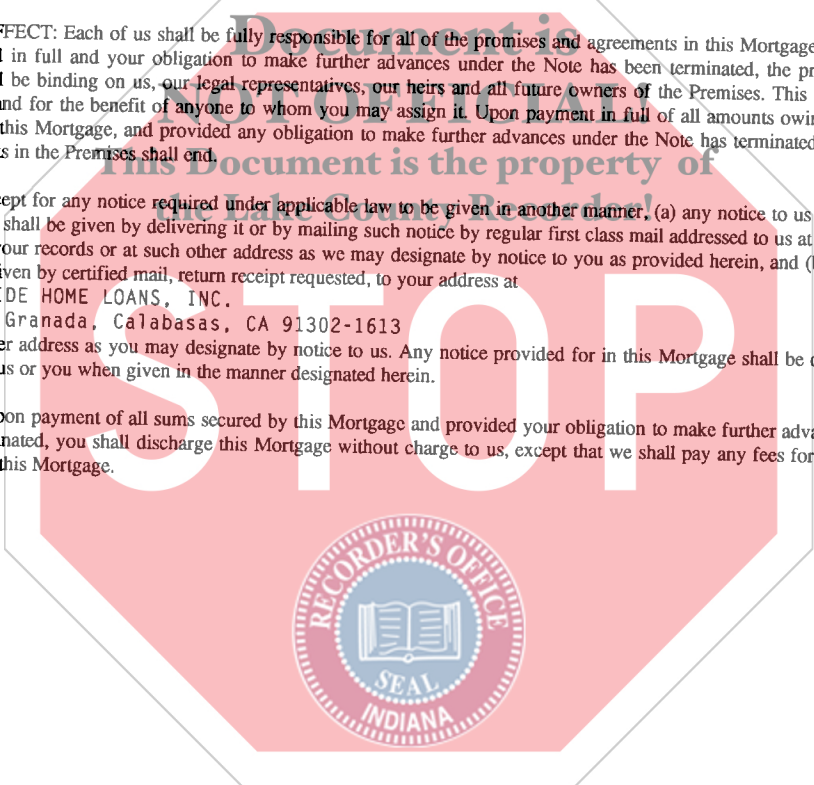 Document is
FFECT: Each of us shall be fully responsible for all of the promises and agreements in this Mortgage
in full and your obligation to make further advances under the Note has been terminated, the pr
be binding on us, our legal representatives, our heirs and all future owners of the Premises. This
NOT OFFICIAL!
nd for the benefit of anyone to whom you may assign it. Upon payment in full of all amounts owin
this Mortgage, and provided any obligation to make further advances under the Note has terminated
s in the Premises shall end.
This Document is the property of
the Lake County Recorder!
ept for any notice required under applicable law to be given in another manner, (a) any notice to us
shall be given by delivering it or by mailing such notice by regular first class mail addressed to us at
our records or at such other address as we may designate by notice to you as provided herein, and (
iven by certified mail, return receipt requested, to your address at
DE HOME LOANS, INC.
Granada, Calabasas, CA 91302-1613
er address as you may designate by notice to us. Any notice provided for in this Mortgage shall be
us or you when given in the manner designated herein.
pon payment of all sums secured by this Mortgage and provided your obligation to make further adva
nated, you shall discharge this Mortgage without charge to us, except that we shall pay any fees for
this Mortgage.
STOP
RECORDER'S OFFICE
SEAL
INDIANA